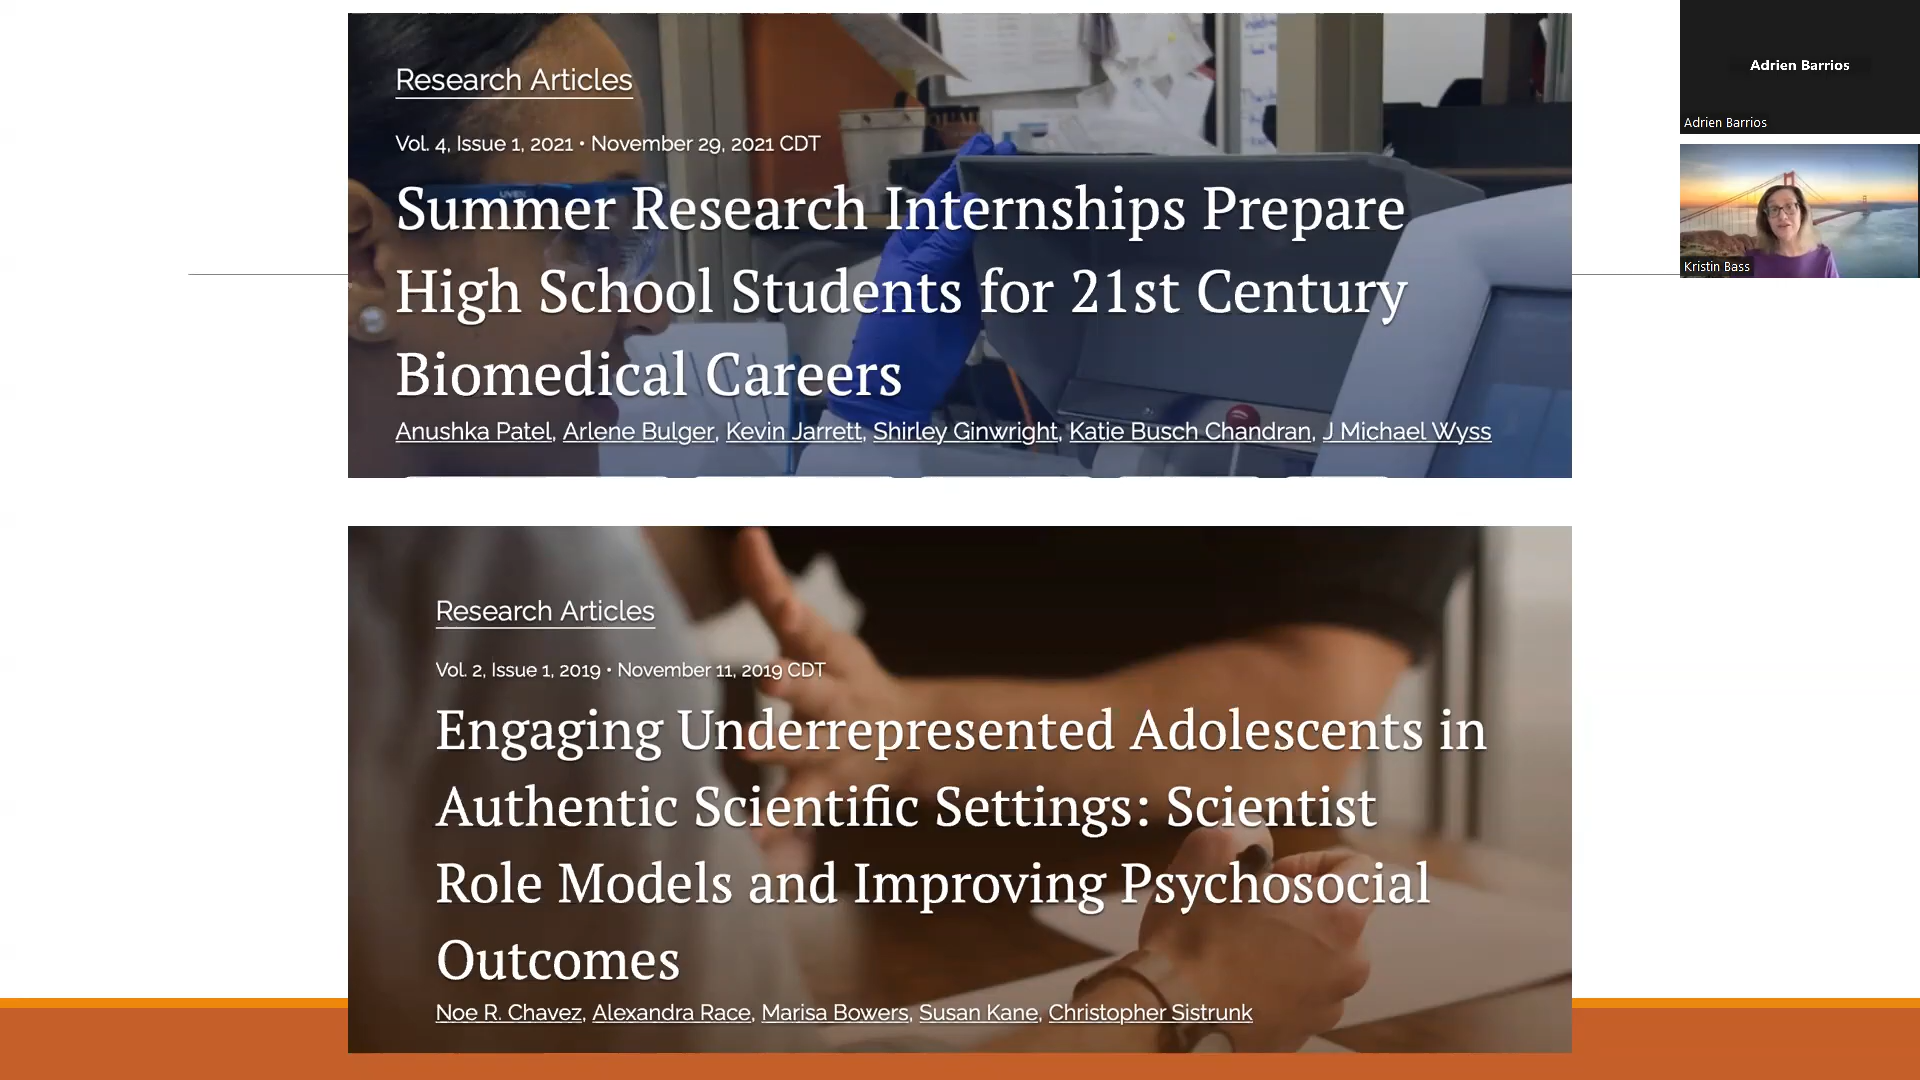 Research Articles
Vol. 4, Issue 1, 2021 • November 29, 2021 CDT
Summer Research Internships Prepare
High School Students for 21st Century
Biomedical Careers
Anushka Patel, Arlene Bulger, Kevin Jarrett, Shirley Ginwright, Katie Busch Chandran, J Michael Wyss
Research Articles
Vol. 2, Issue 1, 2019 • November 11, 2019 CDT
Engaging Underrepresented Adolescents in
Authentic Scientific Settings: Scientist
Role Models and Improving Psychosocial
Outcomes
Noe R. Chavez, Alexandra Race, Marisa Bowers, Susan Kane, Christopher Sistrunk
Adrien Barrios
Adrien Barrios
Kristin Bass